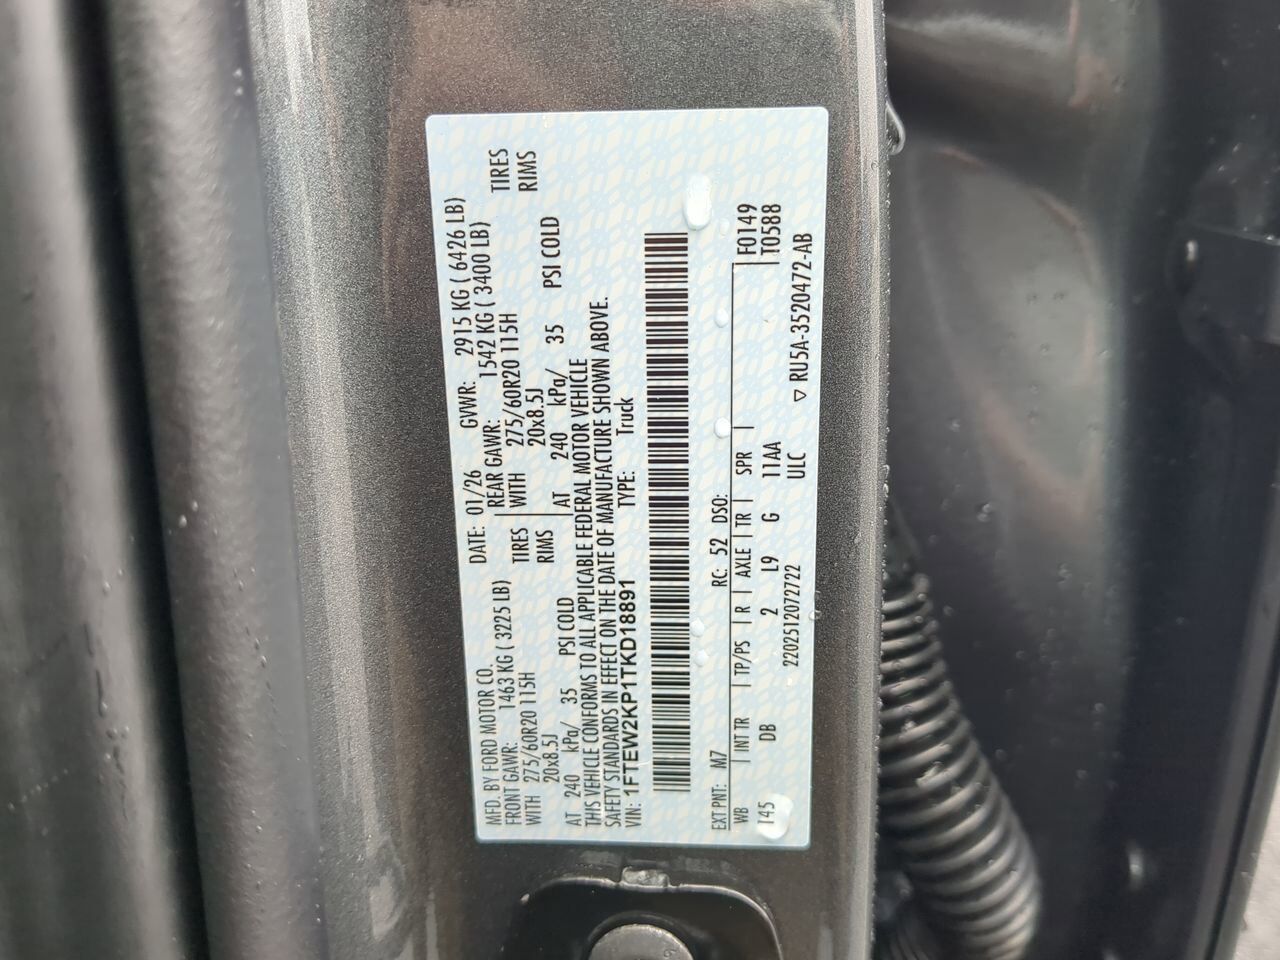 MFD. BY FORD MOTOR CO.
DATE: 01/26 GVWR: 2915 KG ( 6426 LB)
FRONT GAWR: 1463 KG ( 3225 LB)
REAR GAWR: 1542 KG ( 3400 LB)
WITH 275/60R20 115H TIRES
WITH 275/60R20 115H TIRES
20x8.5J RIMS
20x8.5J RIMS
AT 240 kPa/ 35 PSI COLD
AT 240 kPa/ 35 PSI COLD
THIS VEHICLE CONFORMS TO ALL APPLICABLE FEDERAL MOTOR VEHICLE
SAFETY STANDARDS IN EFFECT ON THE DATE OF MANUFACTURE SHOWN ABOVE.
VIN: 1FTEW2KP1TKD18891 TYPE: Truck
EXT PNT: M7 RC: 52 DSO:
WB | INT TR | TP/PS | R | AXLE | TR | SPR | F0149
145 DB 2 L9 G 11AA T0588
ULC
2202512072722 ▽ RU5A-3520472-AB